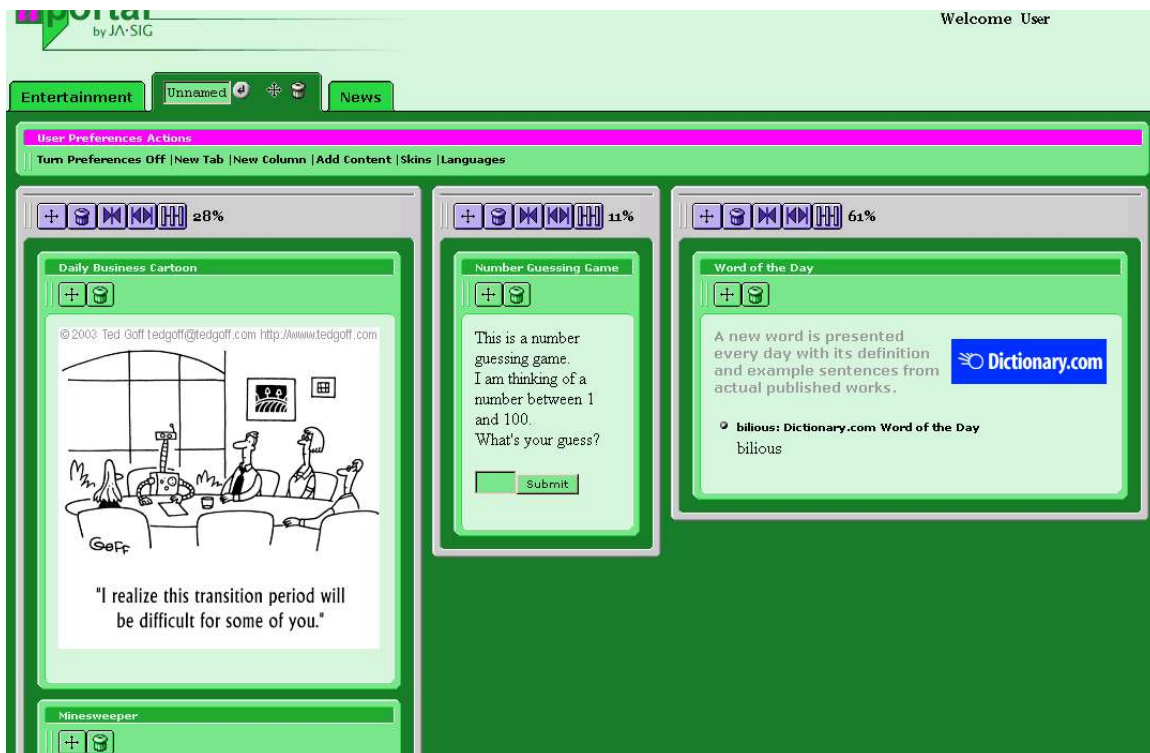 portal
by JA·SIG
Welcome User
Entertainment
Unnamed
News
User Preferences Actions
Turn Preferences Off |New Tab |New Column |Add Content |Skins |Languages
28%
11%
61%
Daily Business Cartoon
©2003 Ted Goff tedgoff@tedgoff.com http://www.tedgoff.com
GOFF
"I realize this transition period will
be difficult for some of you."
Minesweeper
Number Guessing Game
This is a number
guessing game.
I am thinking of a
number between 1
and 100.
What's your guess?
Submit
Word of the Day
A new word is presented
every day with its definition
and example sentences from
actual published works.
Dictionary.com
bilious: Dictionary.com Word of the Day
bilious